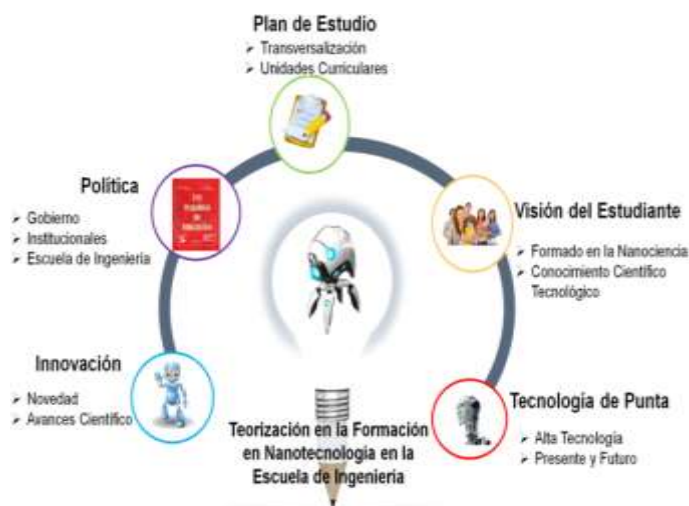 Plan de Estudio
Transversalización
Unidades Curriculares
Política
Gobierno
Institucionales
Escuela de Ingeniería
Visión del Estudiante
Formado en la Nanociencia
Conocimiento Científico
Tecnológico
Innovación
Novedad
Avances Científico
Tecnología de Punta
Alta Tecnología
Presente y Futuro
Teorización en la Formación
en Nanotecnología en la
Escuela de Ingeniería